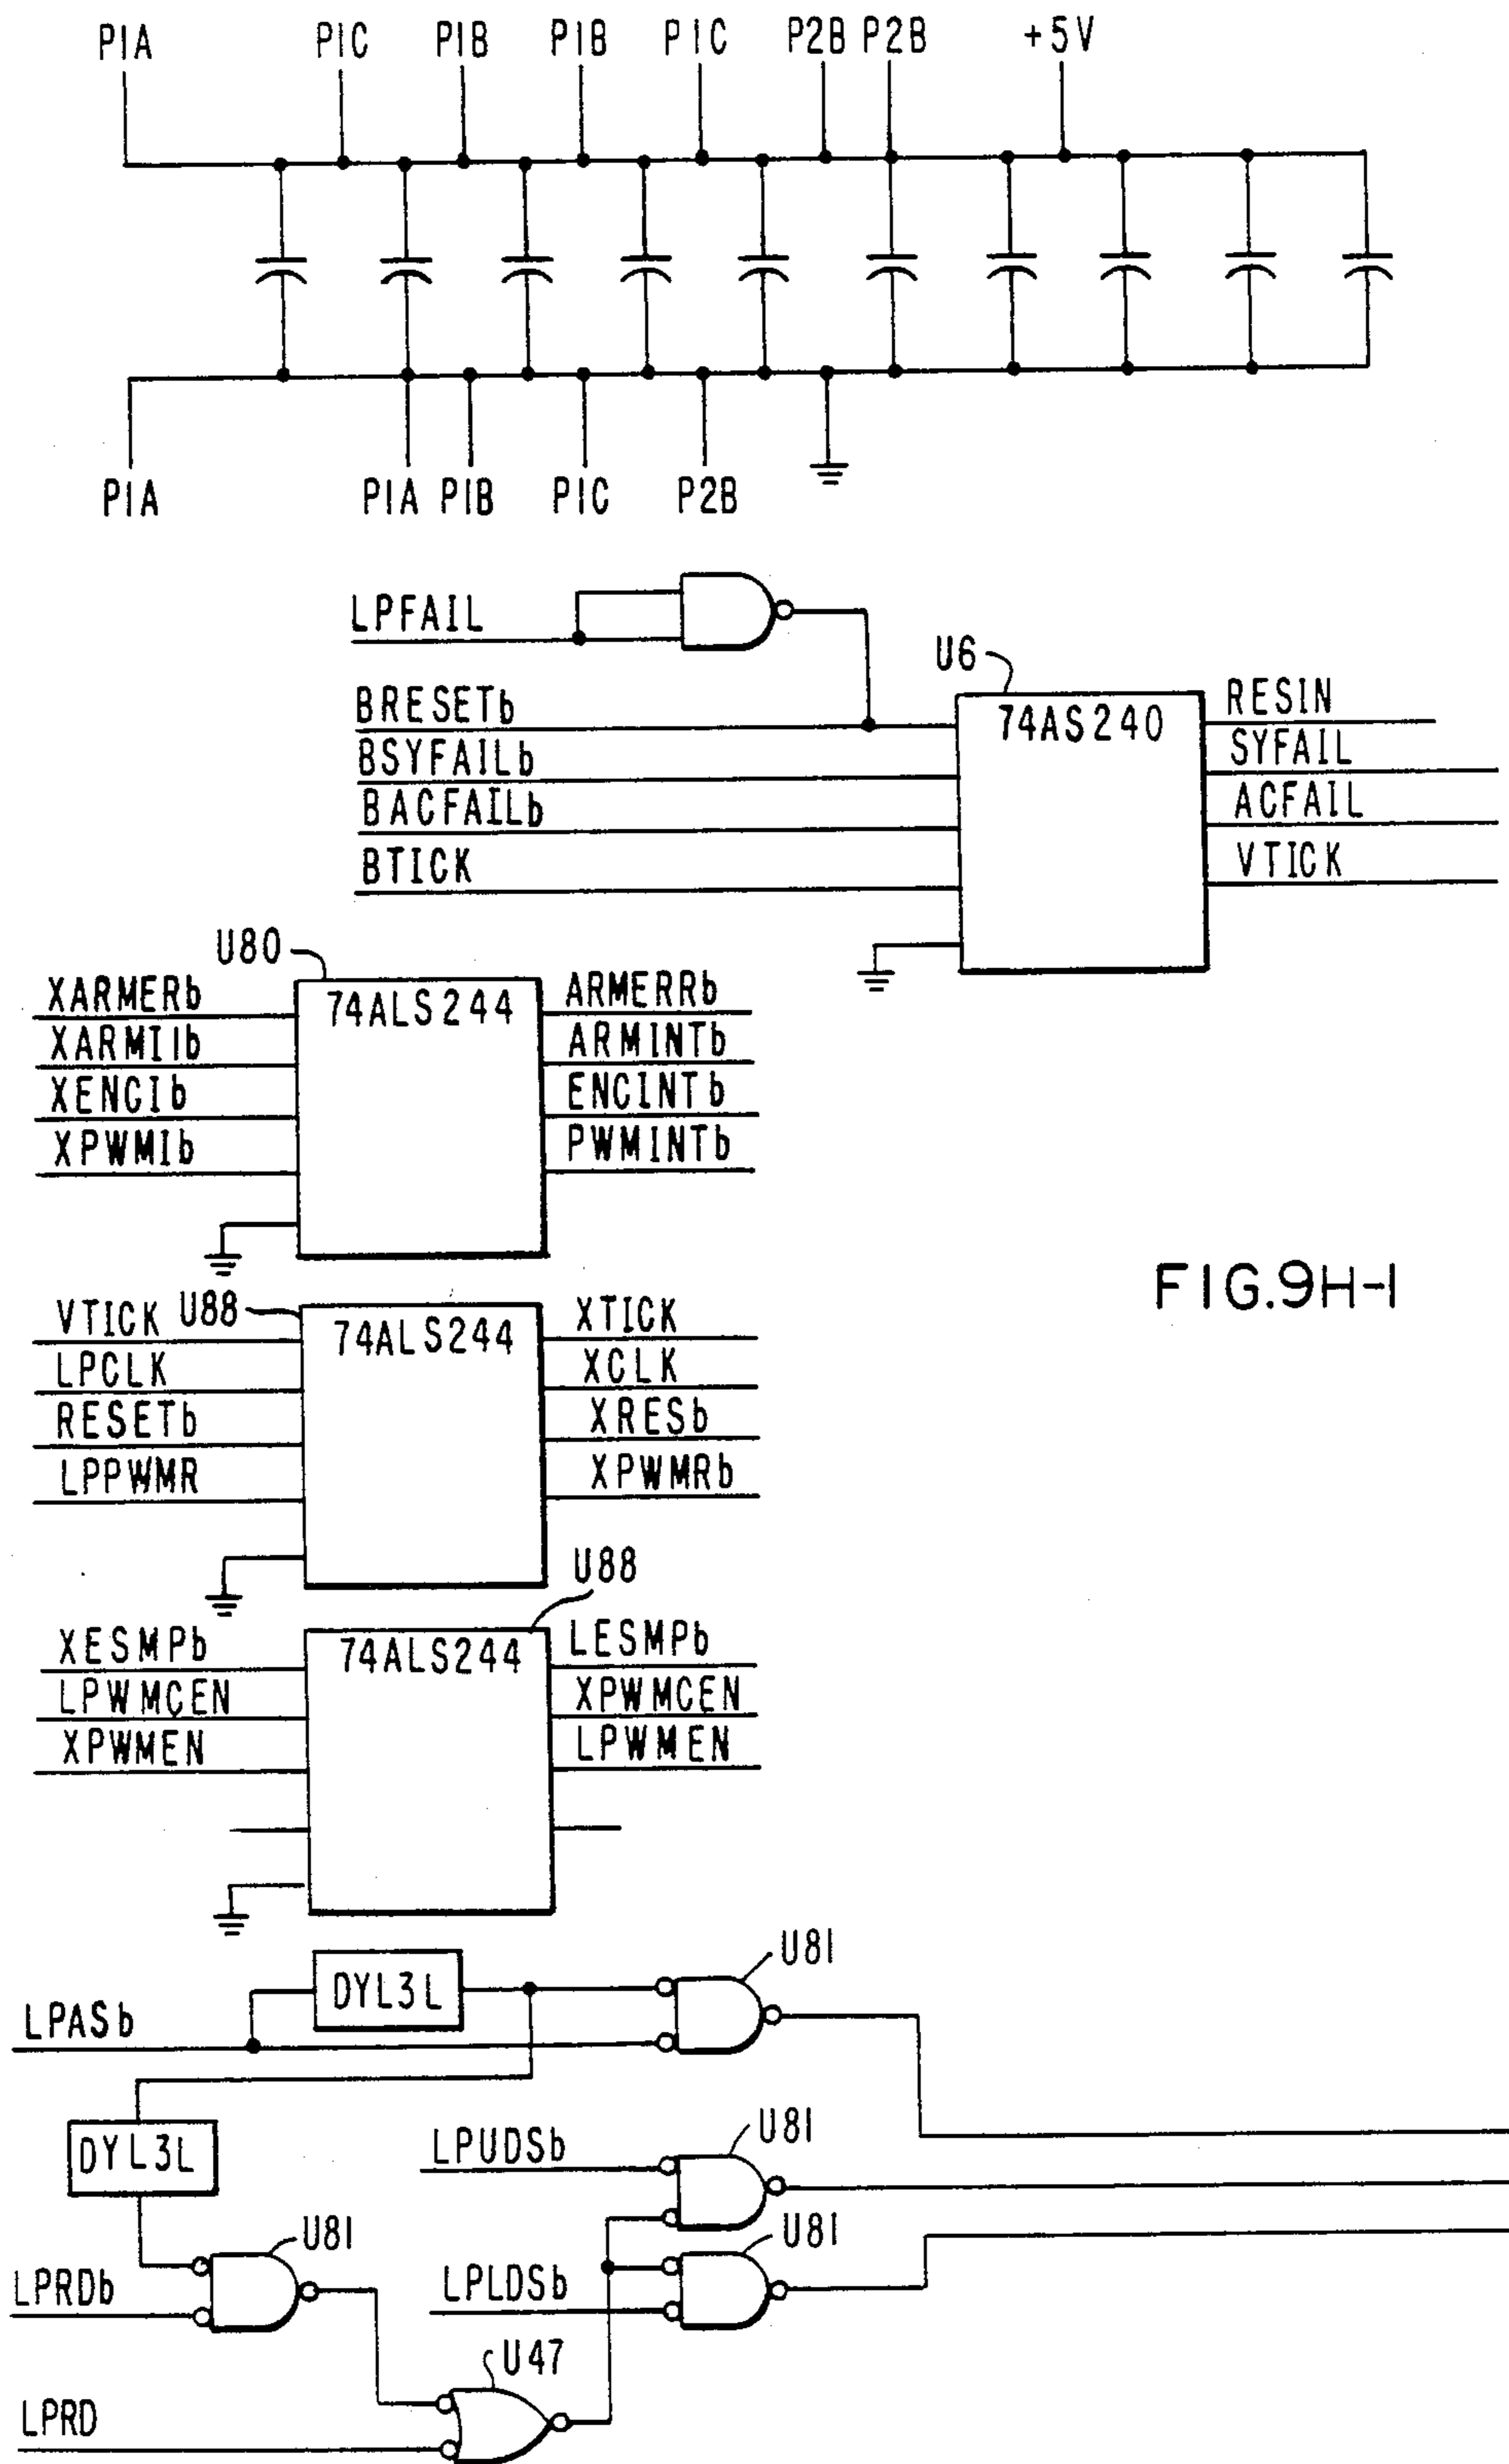 P1A P1C P1B P1B P1C P2B P2B +5V
P1A P1A P1B P1C P2B
LPFAIL
U6
BRESETb 74AS240 RESIN
BSYFAILb SYFAIL
BACFAILb ACFAIL
BTICK VTICK
U80
XARMERb 74ALS244 ARMERRb
XARMI1b ARMINTb
XENCIb ENCINTb
XPWMIb PWMINTb
FIG.9H-1
VTICK U88 74ALS244 XTICK
LPCLK XCLK
RESETb XRESb
LPPWMR XPWMRb
U88
XESMPb 74ALS244 LESMPb
LPWMCEN XPWMCEN
XPWMEN LPWMEN
U81
DYL3L
LPASb
U81
LPUDSb
DYL3L
U81 U81
LPRDb LPLDSb
U47
LPRD